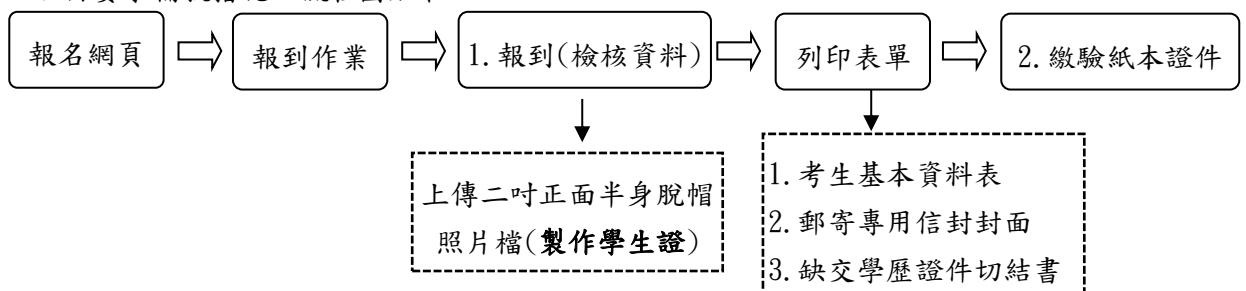 報名網頁
報到作業
1.報到(檢核資料)
列印表單
2.繳驗紙本證件
上傳二吋正面半身脫帽
照片檔(製作學生證)
1.考生基本資料表
2.郵寄專用信封封面
3.缺交學歷證件切結書